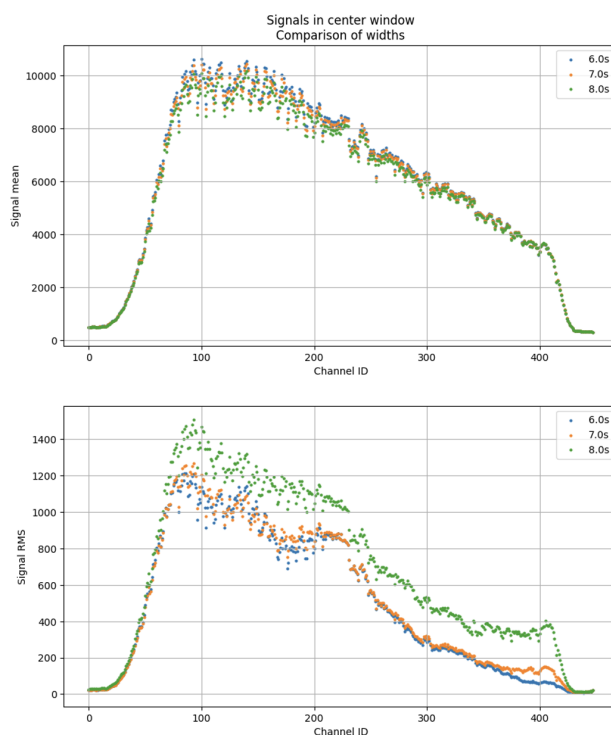 Signals in center window
Comparison of widths
Signal mean
10000
8000
6000
4000
2000
0
6.0s
7.0s
8.0s
0 100 200 300 400
Channel ID
Signal RMS
1400
1200
1000
800
600
400
200
0
6.0s
7.0s
8.0s
0 100 200 300 400
Channel ID